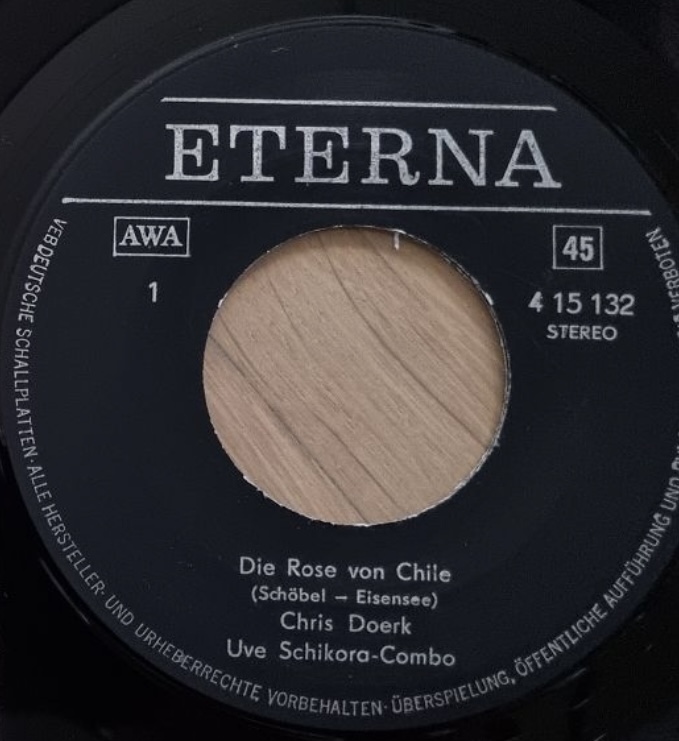 ETERNA
AWA
45
1
4 15 132
STEREO
Die Rose von Chile
(Schöbel – Eisensee)
Chris Doerk
Uve Schikora-Combo
VEB DEUTSCHE SCHALLPLATTEN · ALLE HERSTELLER- UND URHEBERRECHTE VORBEHALTEN · ÜBERSPIELUNG, ÖFFENTLICHE AUFFÜHRUNG UND VERBOTEN